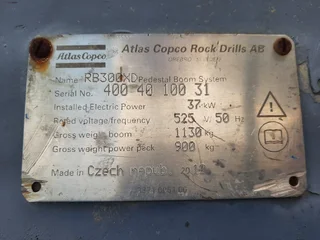 Atlas Copco
Atlas Copco Rock Drills AB
Name RB300XD Pedestal Boom System
Serial No. 400 40 100 31
Installed Electric Power 37 kW
Rated voltage/frequency 525 V/ 50 Hz
Gross weight boom 1130 kg
Gross weight power pack 900 kg
Made in Czech repub.